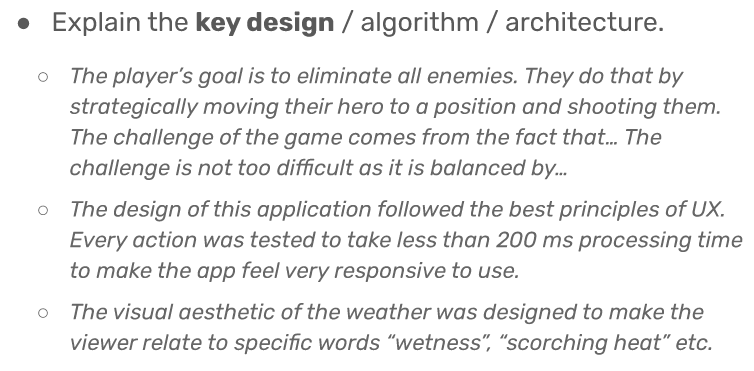 ● Explain the key design / algorithm / architecture.
○ The player's goal is to eliminate all enemies. They do that by
strategically moving their hero to a position and shooting them.
The challenge of the game comes from the fact that… The
challenge is not too difficult as it is balanced by…
○ The design of this application followed the best principles of UX.
Every action was tested to take less than 200 ms processing time
to make the app feel very responsive to use.
○ The visual aesthetic of the weather was designed to make the
viewer relate to specific words “wetness”, “scorching heat” etc.